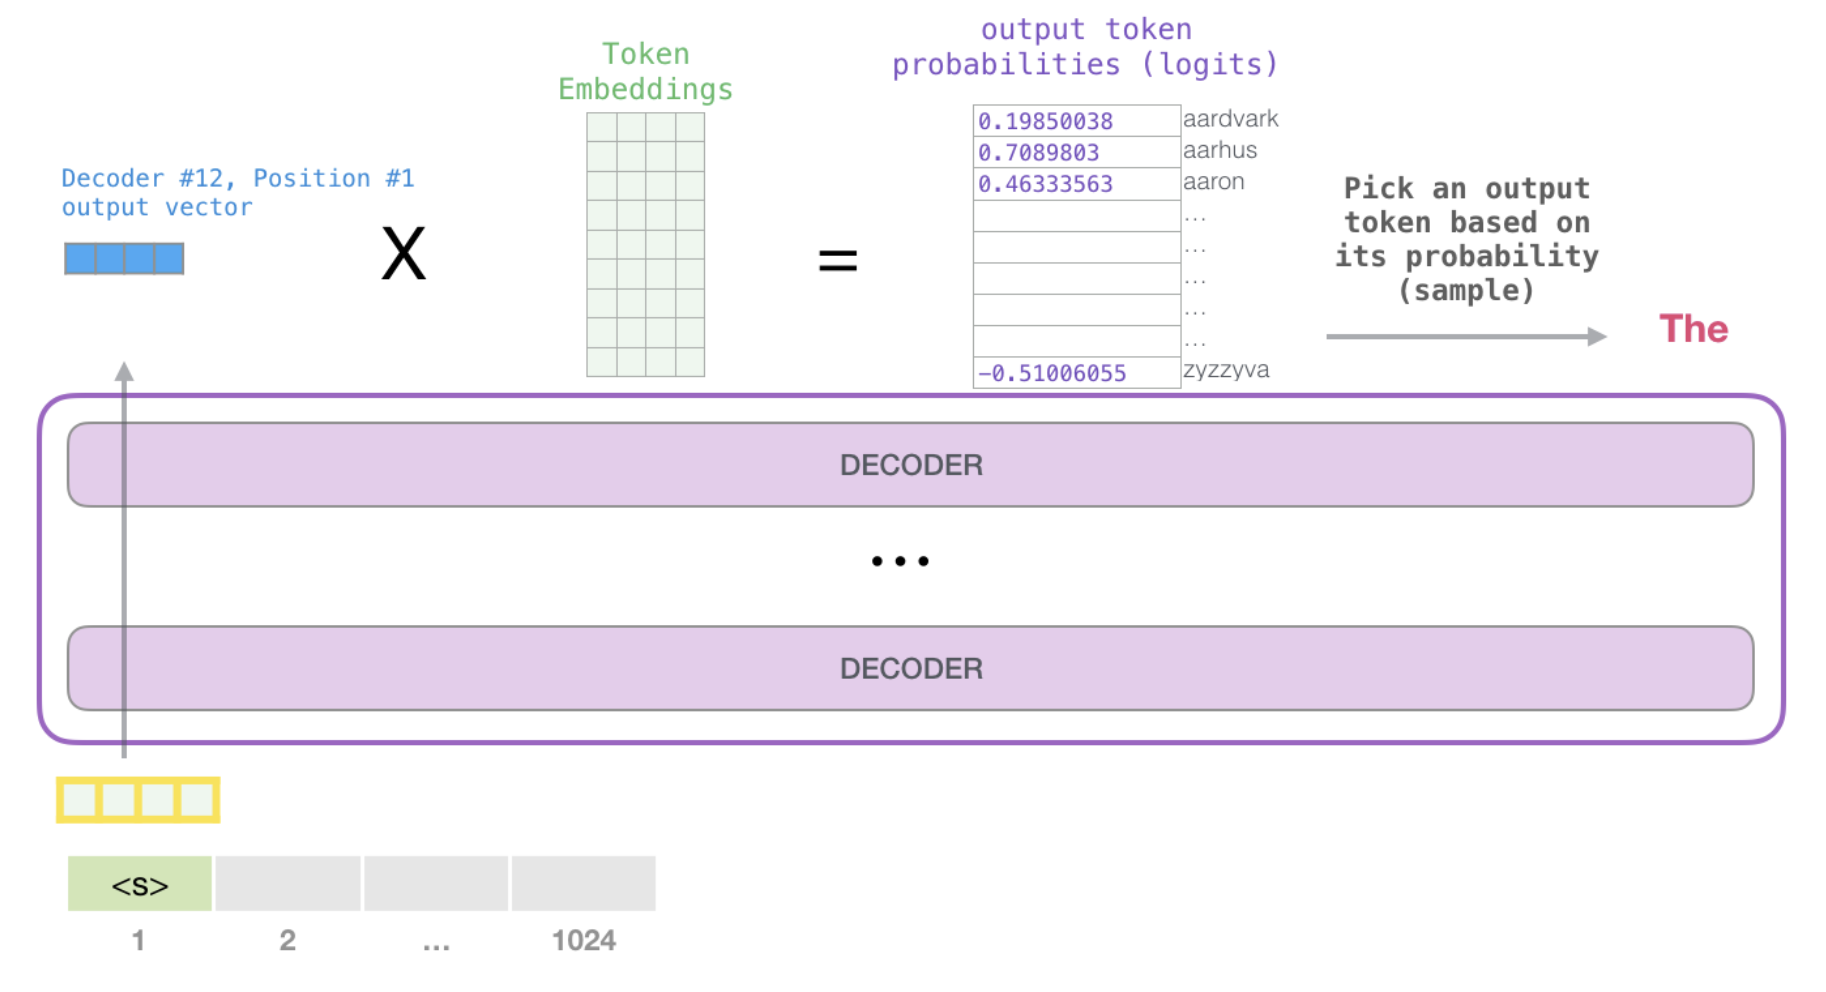 output token
probabilities (logits)
Token
Embeddings
Decoder #12, Position #1
output vector
X
=
0.19850038 aardvark
0.7089803 aarhus
0.46333563 aaron
...
...
...
...
...
-0.51006055 zyzzyva
Pick an output
token based on
its probability
(sample)
The
DECODER
...
DECODER
<s>
1 2 ... 1024